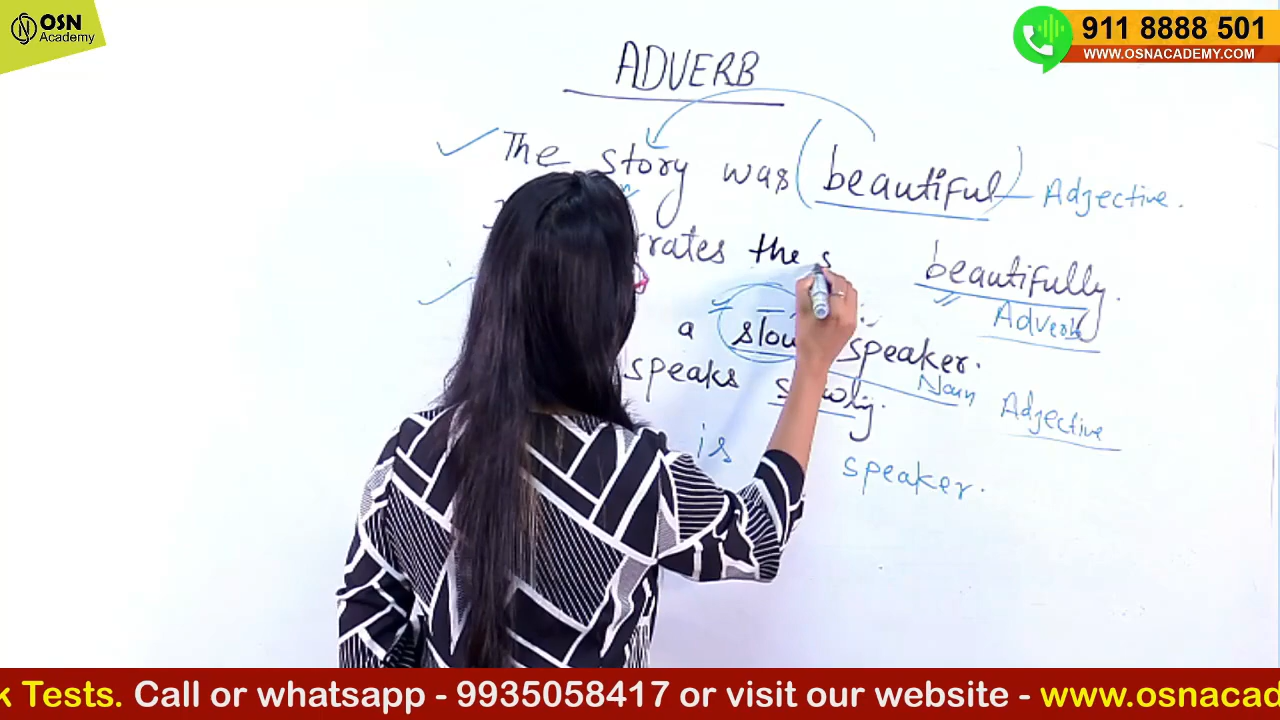 OSN
Academy
911 8888 501
WWW.OSNACADEMY.COM
ADVERB
The story was (beautiful) Adjective.
the s beautifully.
Adverb
a slow speaker.
speaks slowly. Noun Adjective
is speaker.
k Tests. Call or whatsapp - 9935058417 or visit our website - www.osnacad